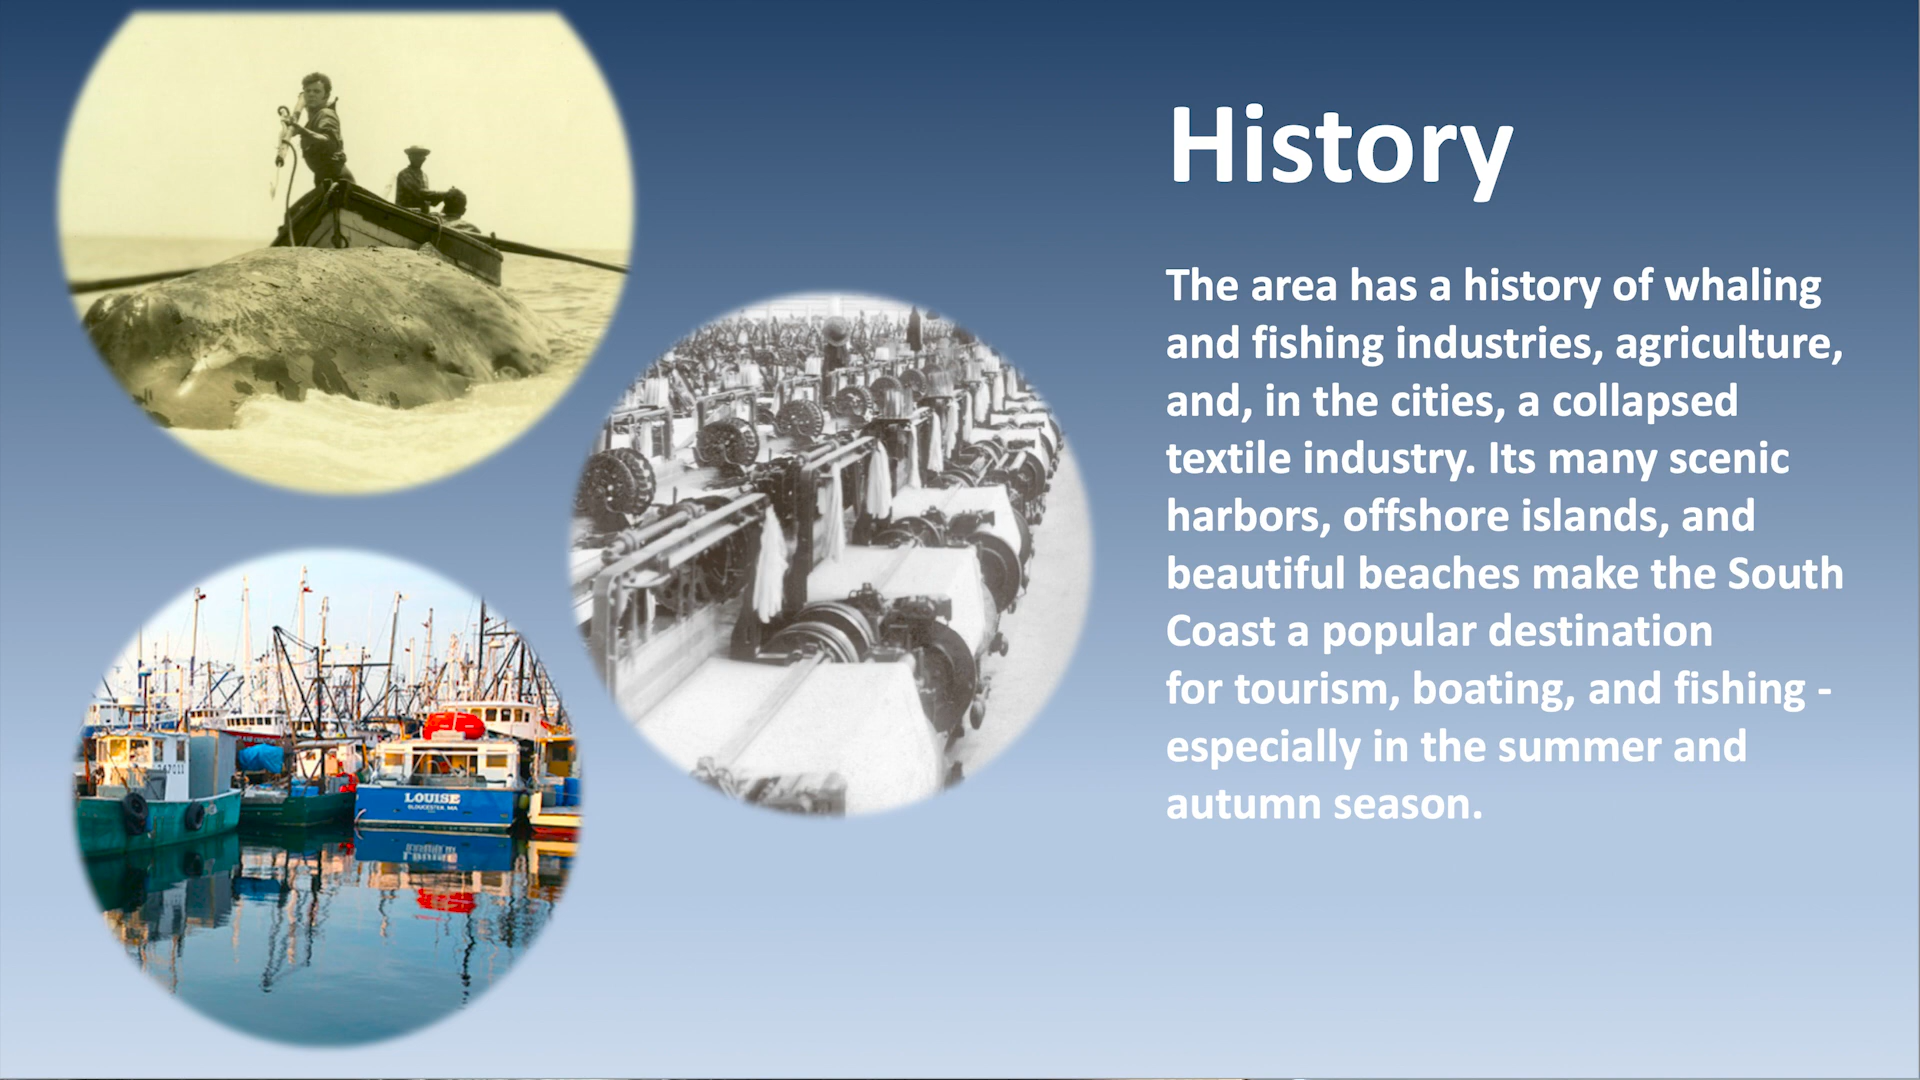 History
The area has a history of whaling
and fishing industries, agriculture,
and, in the cities, a collapsed
textile industry. Its many scenic
harbors, offshore islands, and
beautiful beaches make the South
Coast a popular destination
for tourism, boating, and fishing -
especially in the summer and
autumn season.
LOUISE
GLOUCESTER MA